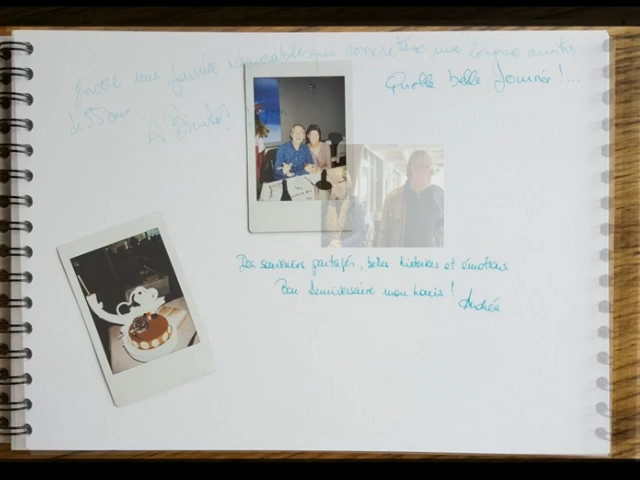 Encore une journée inoubliable qui concrétise une longue amitié
de 55 ans.
A Bientôt!
Quelle belle journée!...
Des souvenirs partagés, belles histoires et émotions
Bon Anniversaire mon Louis!
Andréa